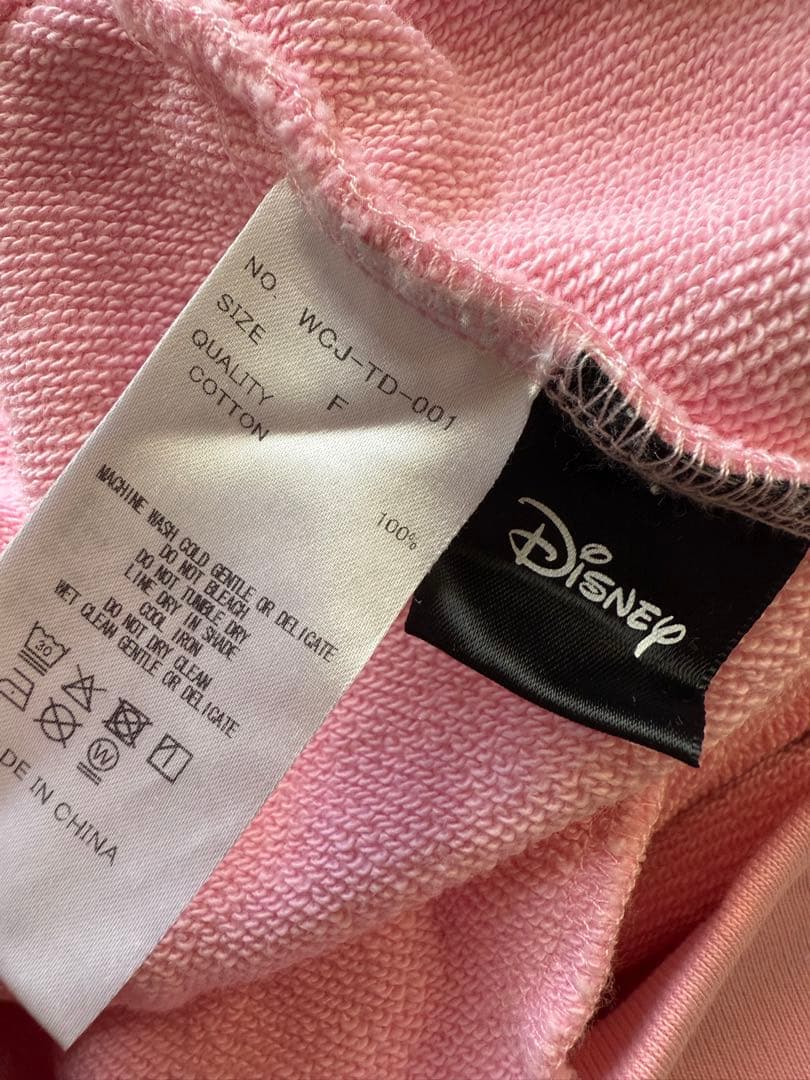 NO. WCJ-TD-001
SIZE F
QUALITY
COTTON 100%
MACHINE WASH COLD GENTLE OR DELICATE
DO NOT BLEACH
DO NOT TUMBLE DRY
LINE DRY IN SHADE
COOL IRON
DO NOT DRY CLEAN
WET CLEAN GENTLE OR DELIGATE
30
W
DE IN CHINA
Disney